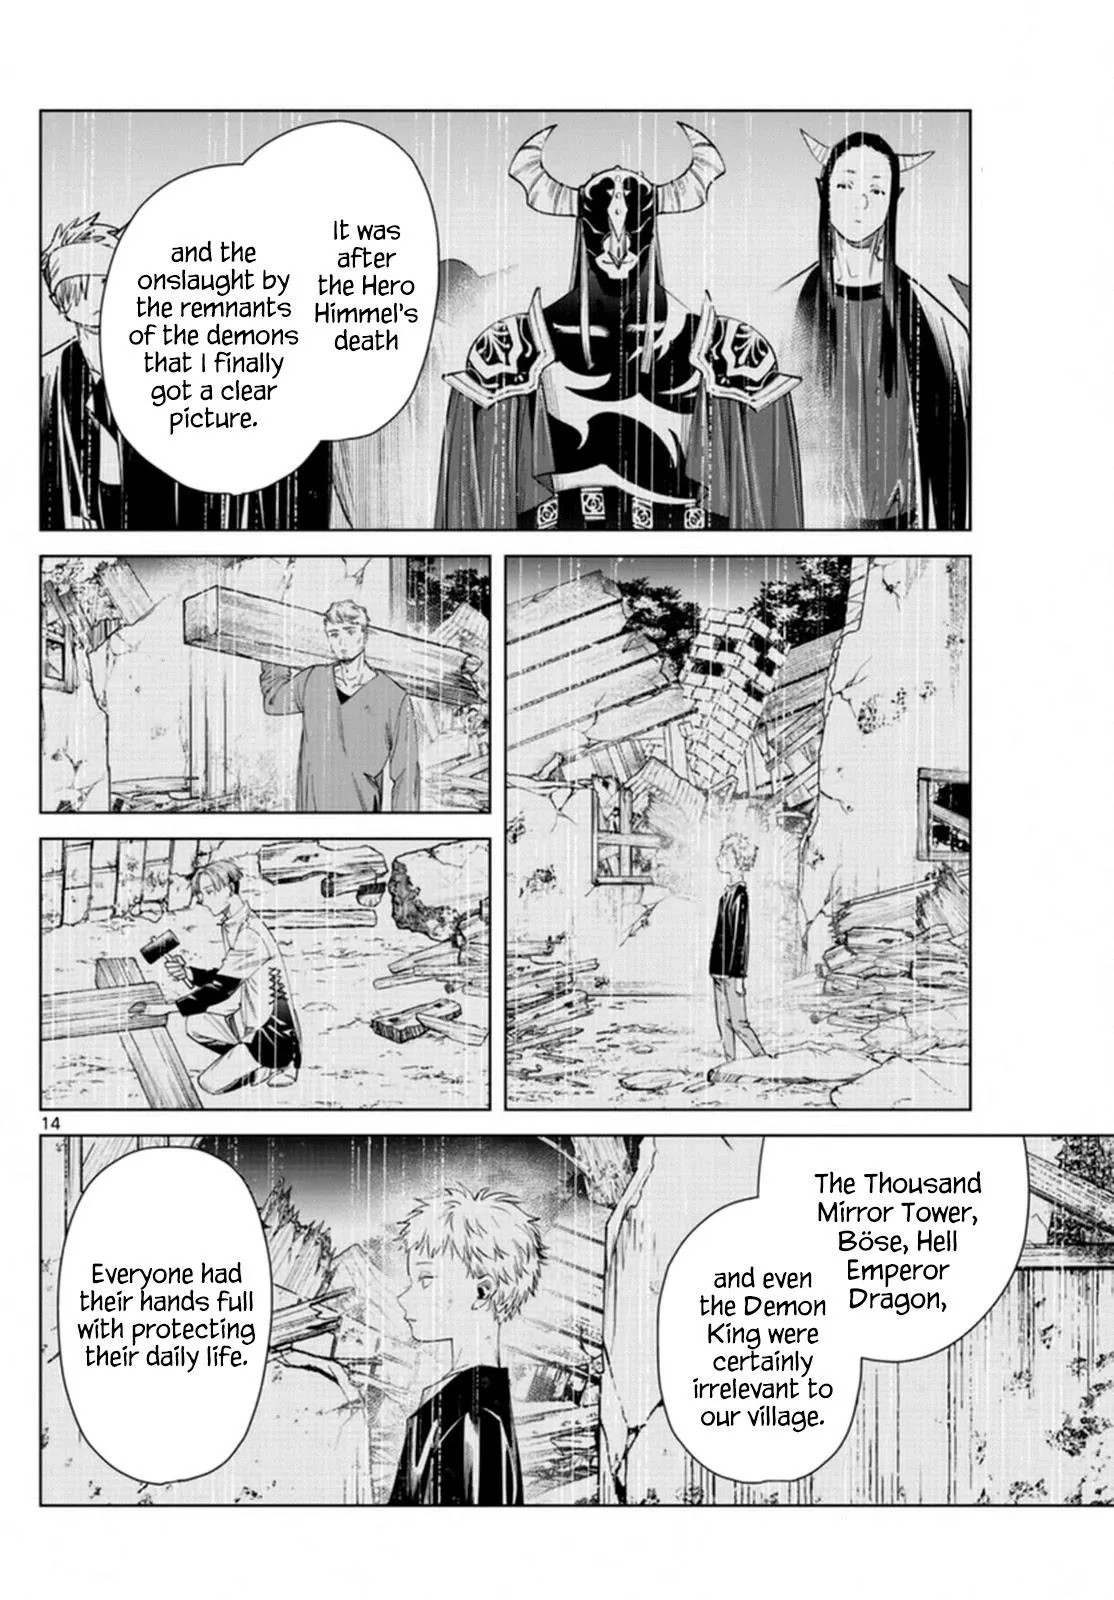 It was
after
the Hero
Himmel's
death
and the
onslaught by
the remnants
of the demons
that I finally
got a clear
picture.
14
The Thousand
Mirror Tower,
Böse, Hell
Emperor
Dragon,
and even
the Demon
King were
certainly
irrelevant to
our village.
Everyone had
their hands full
with protecting
their daily life.